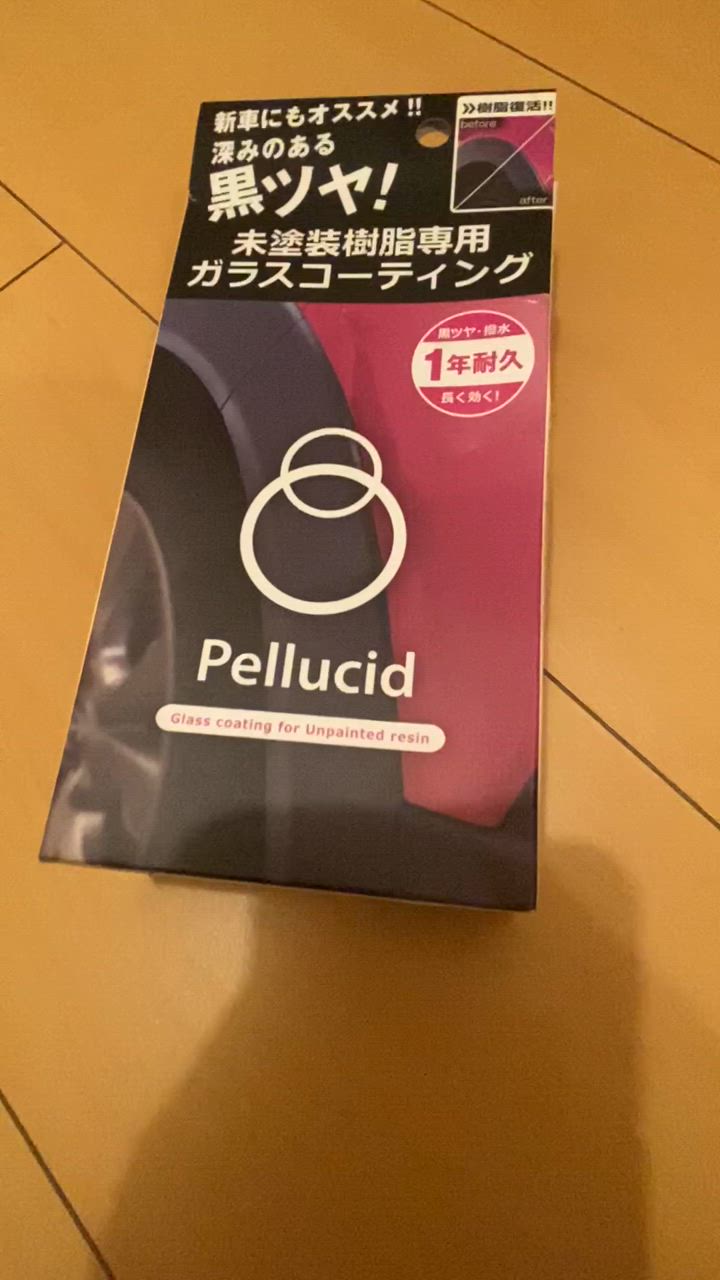 新車にもオススメ!!
深みのある
黒ツヤ!
未塗装樹脂専用
ガラスコーティング
樹脂復活!!
before
after
黒ツヤ・撥水
1年耐久
長く効く!
Pellucid
Glass coating for Unpainted resin